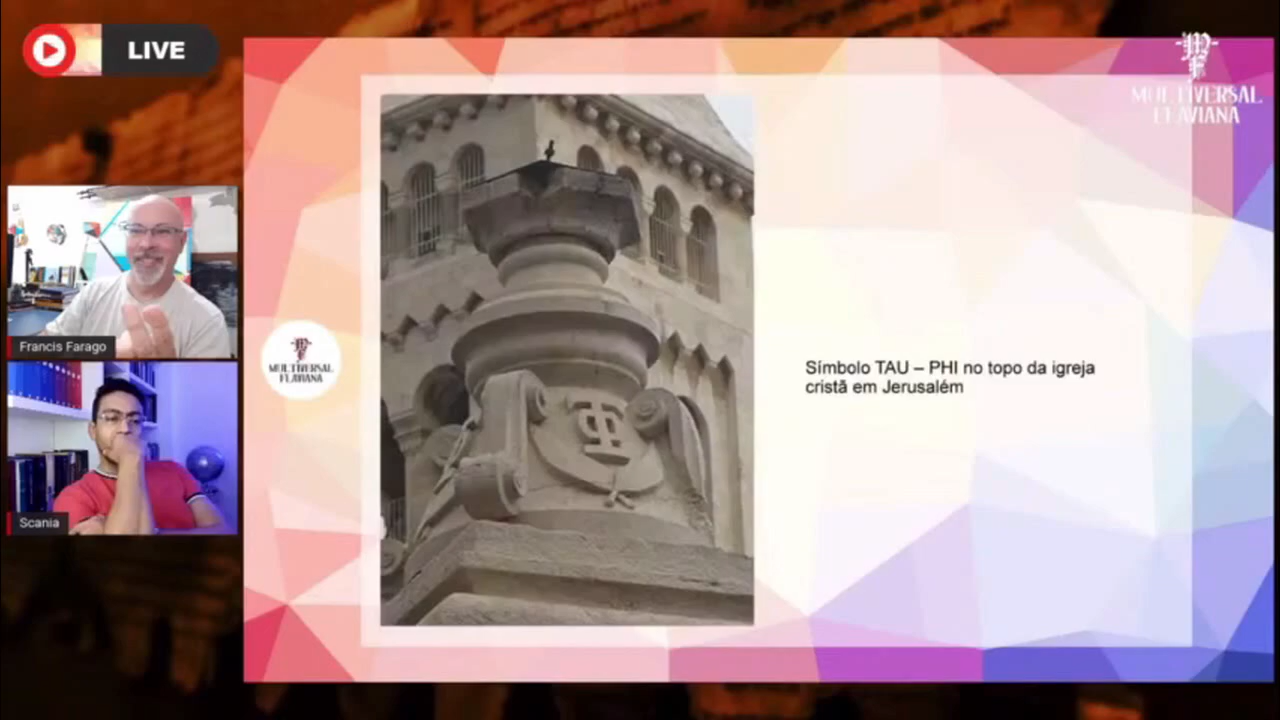 LIVE
MULTIVERSAL
FLAVIANA
Francis Farago
MULTIVERSAL
FLAVIANA
Símbolo TAU – PHI no topo da igreja
cristã em Jerusalém
Scania